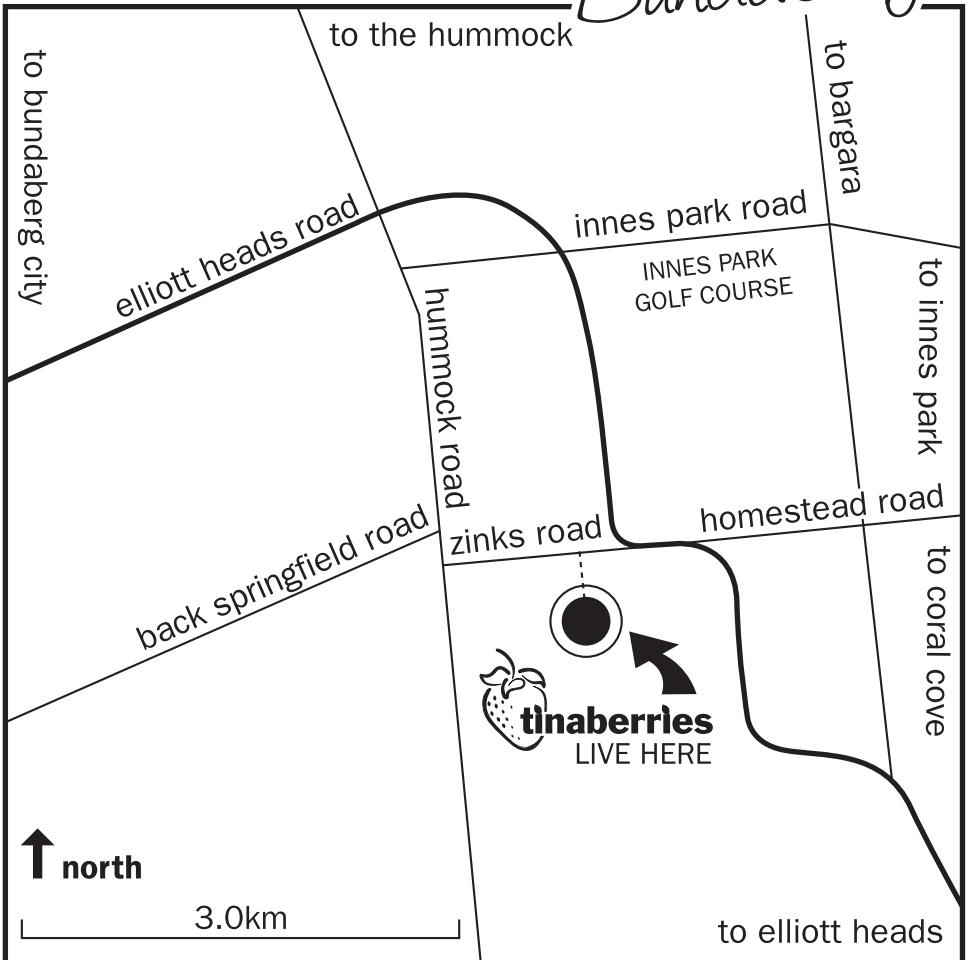 to the hummock
to bundaberg city
to bargara
elliott heads road
innes park road
INNES PARK
GOLF COURSE
to innes park
hummock road
homestead road
zinks road
back springfield road
to coral cove
tinaberries
LIVE HERE
north
3.0km
to elliott heads